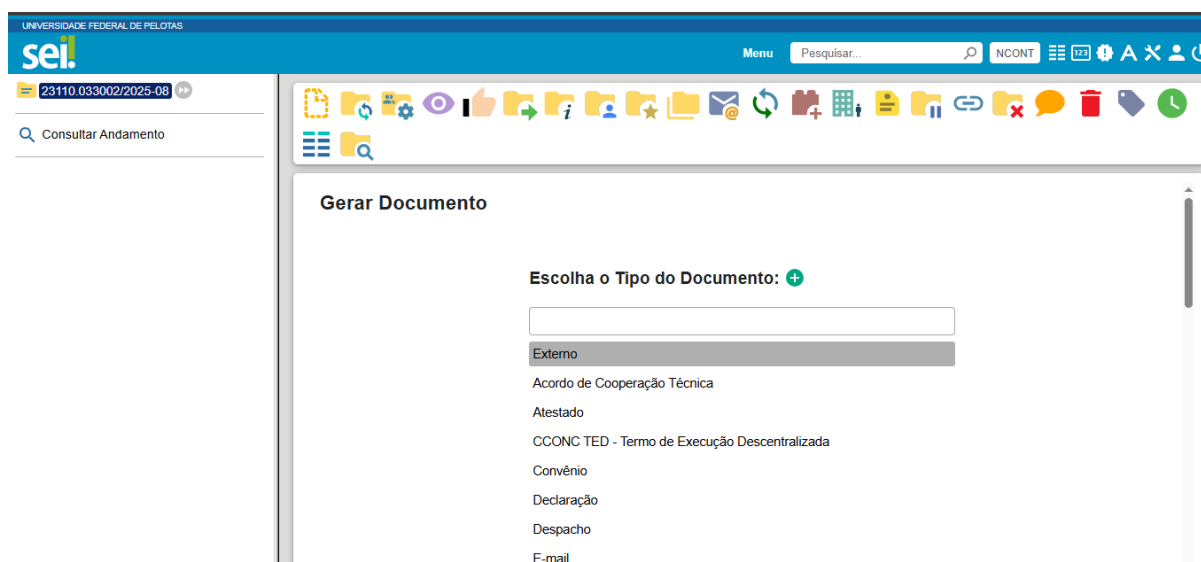 UNIVERSIDADE FEDERAL DE PELOTAS
sei!
Menu
Pesquisar...
NCONT
123
A
23110.033002/2025-08
Consultar Andamento
Gerar Documento
Escolha o Tipo do Documento:
Externo
Acordo de Cooperação Técnica
Atestado
CCONC TED - Termo de Execução Descentralizada
Convênio
Declaração
Despacho
E-mail